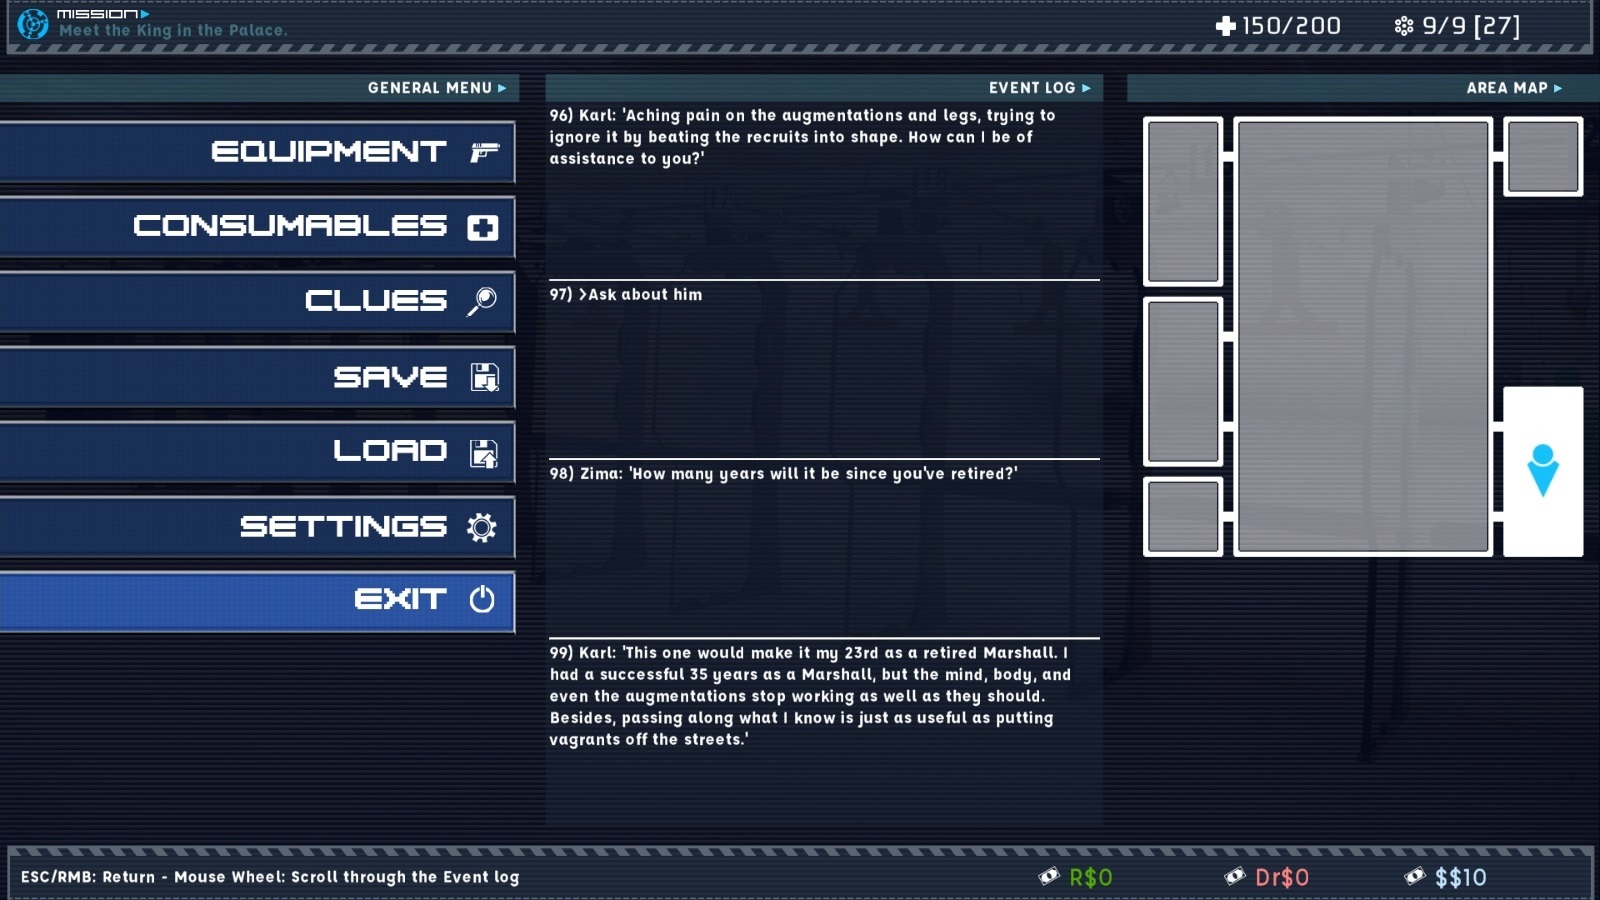 MISSION
Meet the King in the Palace.
150/200
9/9 [27]
GENERAL MENU
EQUIPMENT
CONSUMABLES
CLUES
SAVE
LOAD
SETTINGS
EXIT
EVENT LOG
96) Karl: 'Aching pain on the augmentations and legs, trying to
ignore it by beating the recruits into shape. How can I be of
assistance to you?'
97) >Ask about him
98) Zima: 'How many years will it be since you've retired?'
99) Karl: 'This one would make it my 23rd as a retired Marshall. I
had a successful 35 years as a Marshall, but the mind, body, and
even the augmentations stop working as well as they should.
Besides, passing along what I know is just as useful as putting
vagrants off the streets.'
AREA MAP
ESC/RMB: Return - Mouse Wheel: Scroll through the Event log
R$0
Dr$0
$$10